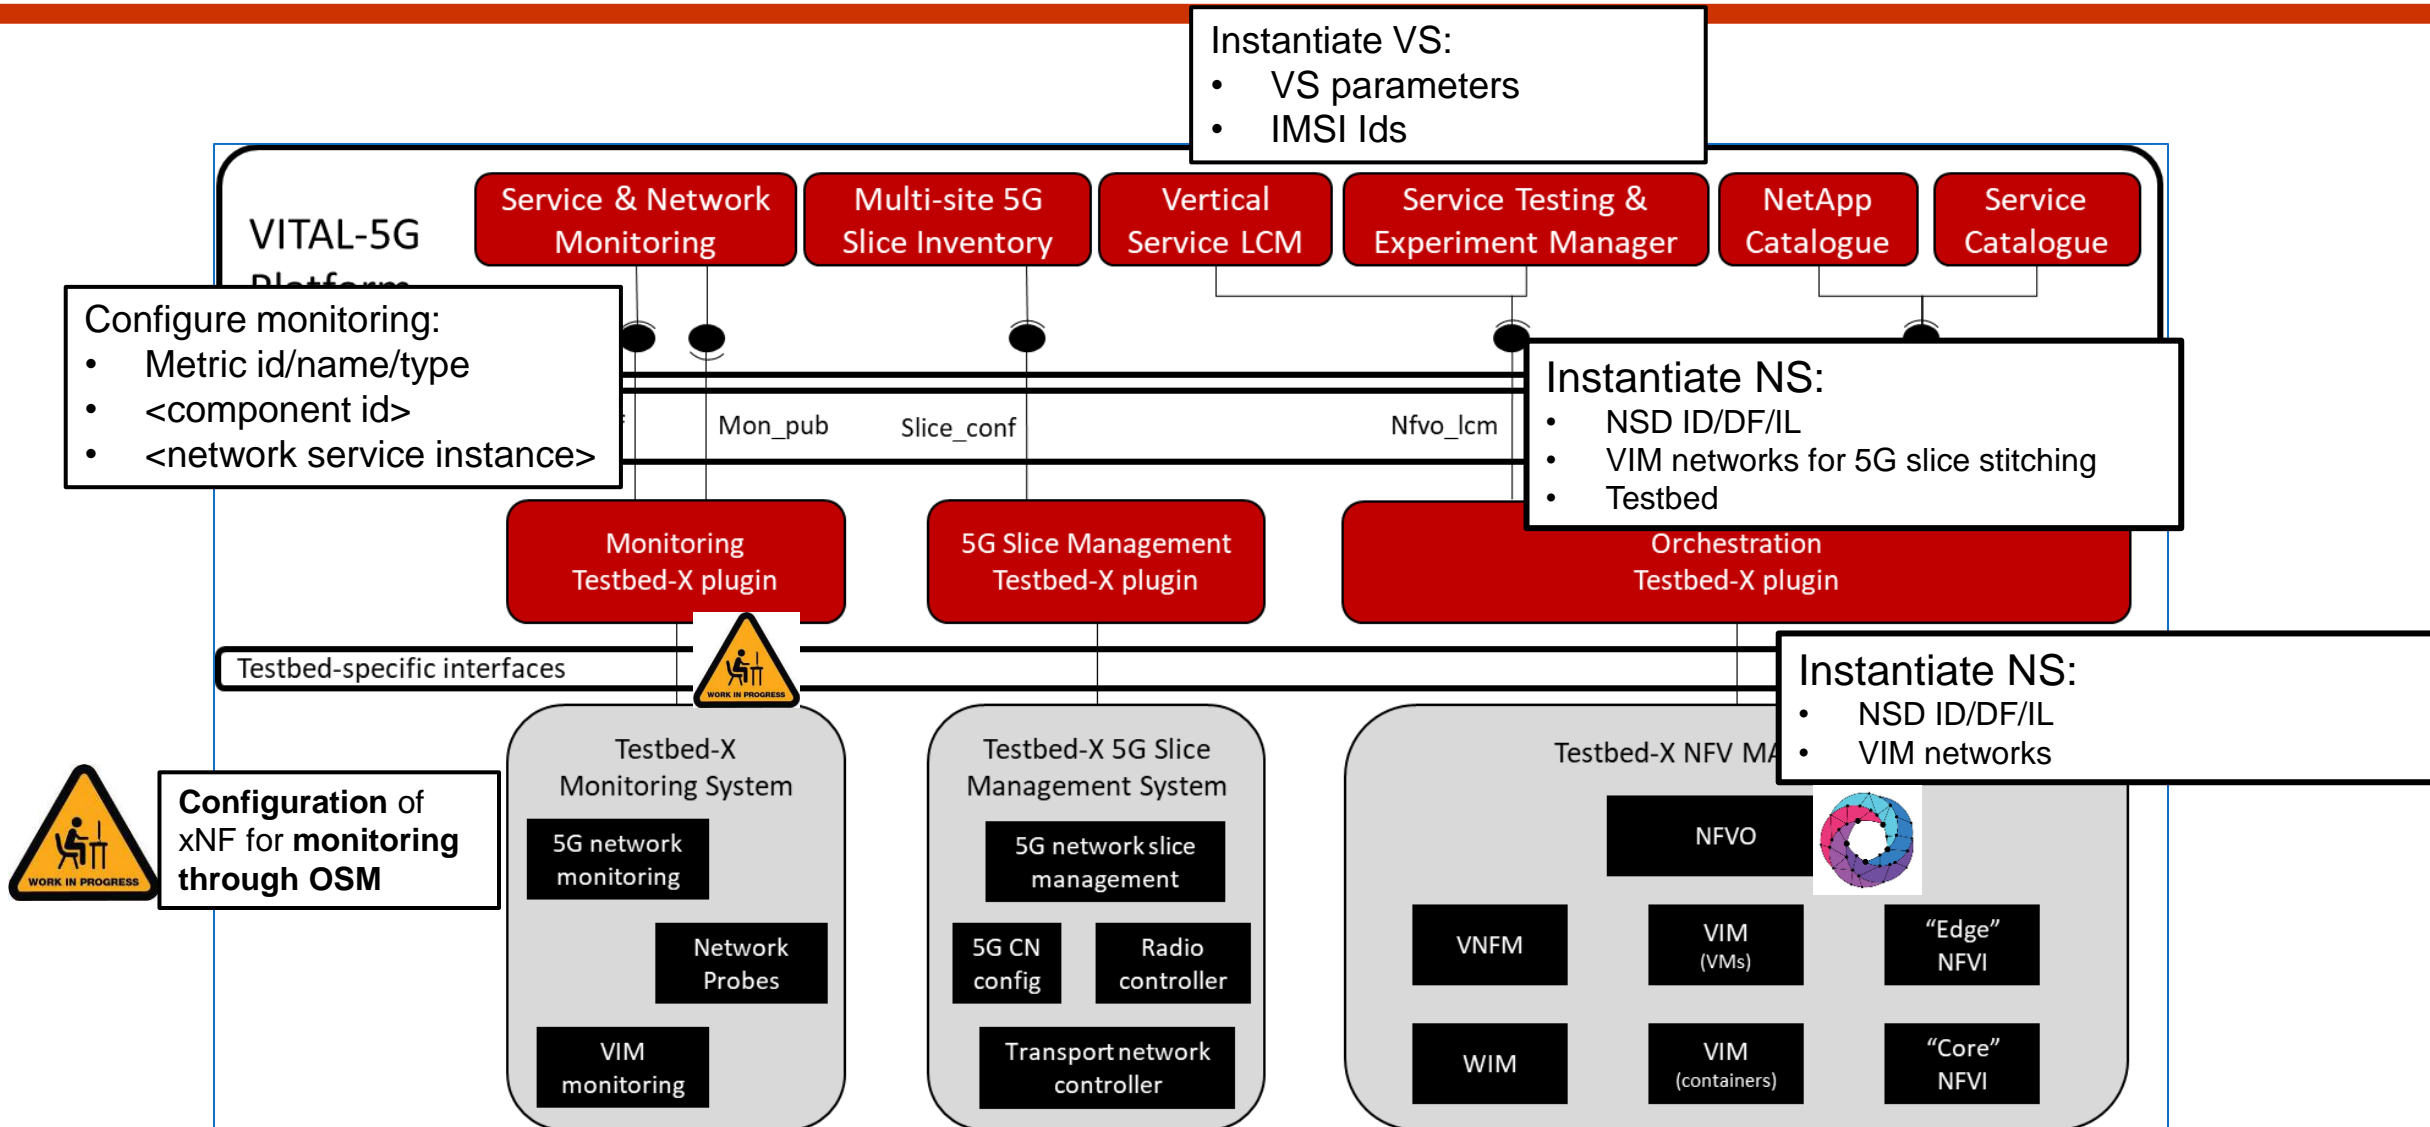 Instantiate VS:
• VS parameters
• IMSI Ids
VITAL-5G
Platform
Service & Network
Monitoring
Multi-site 5G
Slice Inventory
Vertical
Service LCM
Service Testing &
Experiment Manager
NetApp
Catalogue
Service
Catalogue
Configure monitoring:
• Metric id/name/type
• <component id>
• <network service instance>
Mon_pub
Slice_conf
Nfvo_lcm
Instantiate NS:
• NSD ID/DF/IL
• VIM networks for 5G slice stitching
• Testbed
Monitoring
Testbed-X plugin
5G Slice Management
Testbed-X plugin
Orchestration
Testbed-X plugin
Testbed-specific interfaces
WORK IN PROGRESS
Instantiate NS:
• NSD ID/DF/IL
• VIM networks
WORK IN PROGRESS
Configuration of
xNF for monitoring
through OSM
Testbed-X
Monitoring System
5G network
monitoring
Network
Probes
VIM
monitoring
Testbed-X 5G Slice
Management System
5G network slice
management
5G CN
config
Radio
controller
Transport network
controller
Testbed-X NFV
NFVO
VNFM
VIM
(VMs)
“Edge”
NFVI
WIM
VIM
(containers)
“Core”
NFVI